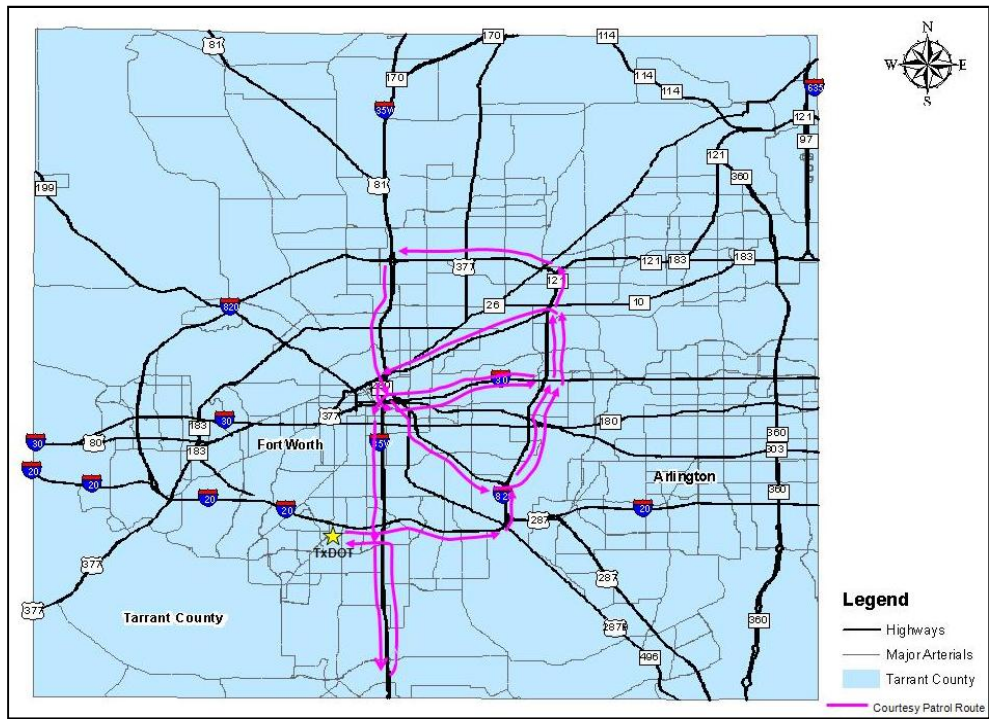 N
W E
S
170
114
81
170
114
114
635
35W
121
97
121
360
81
199
377
121
183
183
121
820
26
10
30
377
180
183
30
80
30
35W
Fort Worth
360
303
183
20
20
Arlington
20
820
360
20
20
287
TxDOT
377
287
377
Tarrant County
287B
360
496
Legend
Highways
Major Arterials
Tarrant County
Courtesy Patrol Route